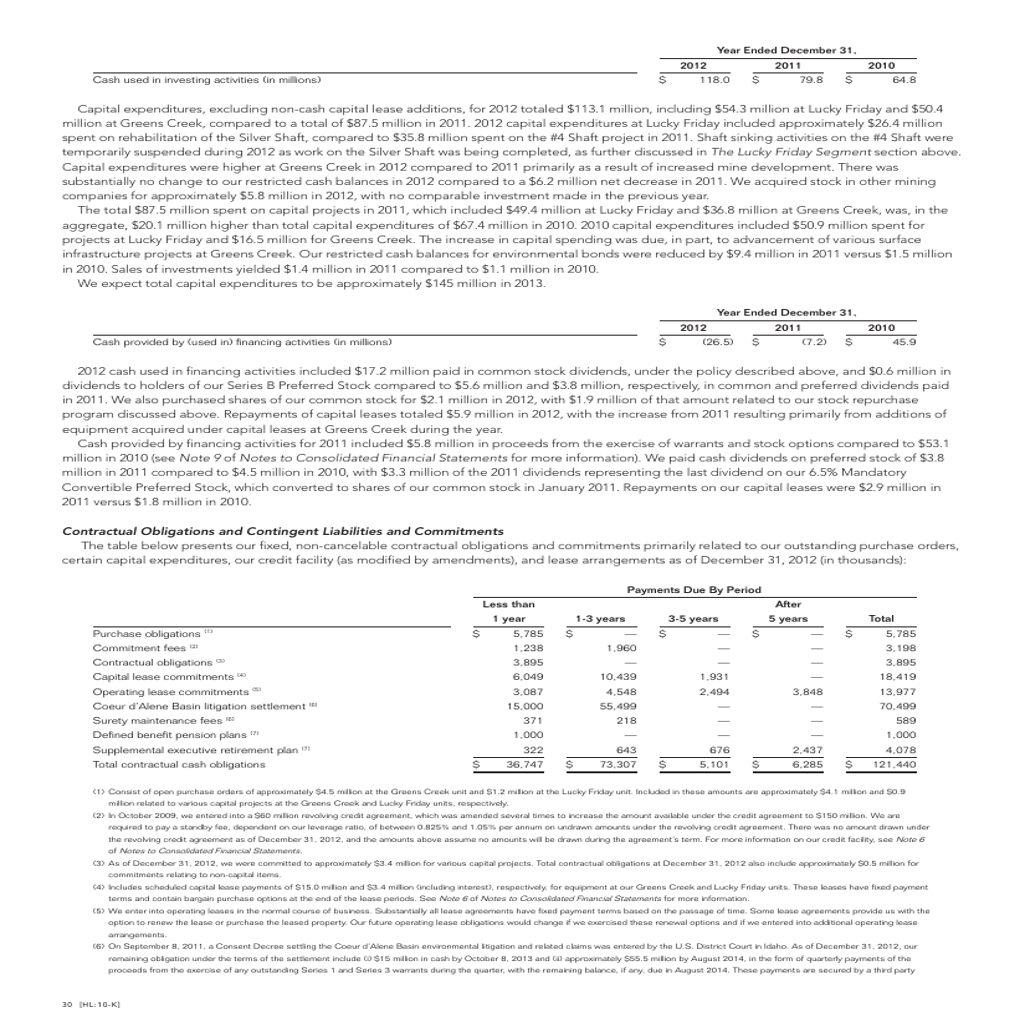 Year Ended December 31,
2012 2011 2010
Cash used in investing activities (in millions) $ 118.0 $ 79.8 $ 64.8
Capital expenditures, excluding non-cash capital lease additions, for 2012 totaled $113.1 million, including $54.3 million at Lucky Friday and $50.4
million at Greens Creek, compared to a total of $87.5 million in 2011. 2012 capital expenditures at Lucky Friday included approximately $26.4 million
spent on rehabilitation of the Silver Shaft, compared to $35.8 million spent on the #4 Shaft project in 2011. Shaft sinking activities on the #4 Shaft were
temporarily suspended during 2012 as work on the Silver Shaft was being completed, as further discussed in The Lucky Friday Segment section above.
Capital expenditures were higher at Greens Creek in 2012 compared to 2011 primarily as a result of increased mine development. There was
substantially no change to our restricted cash balances in 2012 compared to a $6.2 million net decrease in 2011. We acquired stock in other mining
companies for approximately $5.8 million in 2012, with no comparable investment made in the previous year.
The total $87.5 million spent on capital projects in 2011, which included $49.4 million at Lucky Friday and $36.8 million at Greens Creek, was, in the
aggregate, $20.1 million higher than total capital expenditures of $67.4 million in 2010. 2010 capital expenditures included $50.9 million spent for
projects at Lucky Friday and $16.5 million for Greens Creek. The increase in capital spending was due, in part, to advancement of various surface
infrastructure projects at Greens Creek. Our restricted cash balances for environmental bonds were reduced by $9.4 million in 2011 versus $1.5 million
in 2010. Sales of investments yielded $1.4 million in 2011 compared to $1.1 million in 2010.
We expect total capital expenditures to be approximately $145 million in 2013.
Year Ended December 31,
2012 2011 2010
Cash provided by (used in) financing activities (in millions) $ (26.5) $ (7.2) $ 45.9
2012 cash used in financing activities included $17.2 million paid in common stock dividends, under the policy described above, and $0.6 million in
dividends to holders of our Series B Preferred Stock compared to $5.6 million and $3.8 million, respectively, in common and preferred dividends paid
in 2011. We also purchased shares of our common stock for $2.1 million in 2012, with $1.9 million of that amount related to our stock repurchase
program discussed above. Repayments of capital leases totaled $5.9 million in 2012, with the increase from 2011 resulting primarily from additions of
equipment acquired under capital leases at Greens Creek during the year.
Cash provided by financing activities for 2011 included $5.8 million in proceeds from the exercise of warrants and stock options compared to $53.1
million in 2010 (see Note 9 of Notes to Consolidated Financial Statements for more information). We paid cash dividends on preferred stock of $3.8
million in 2011 compared to $4.5 million in 2010, with $3.3 million of the 2011 dividends representing the last dividend on our 6.5% Mandatory
Convertible Preferred Stock, which converted to shares of our common stock in January 2011. Repayments on our capital leases were $2.9 million in
2011 versus $1.8 million in 2010.
Contractual Obligations and Contingent Liabilities and Commitments
The table below presents our fixed, non-cancelable contractual obligations and commitments primarily related to our outstanding purchase orders,
certain capital expenditures, our credit facility (as modified by amendments), and lease arrangements as of December 31, 2012 (in thousands):
Payments Due By Period
Less than After
1 year 1-3 years 3-5 years 5 years Total
Purchase obligations (1) $ 5,785 $ — $ — $ — $ 5,785
Commitment fees (2) 1,238 1,960 — — 3,198
Contractual obligations (3) 3,895 — — — 3,895
Capital lease commitments (4) 6,049 10,439 1,931 — 18,419
Operating lease commitments (5) 3,087 4,548 2,494 3,848 13,977
Coeur d'Alene Basin litigation settlement (6) 15,000 55,499 — — 70,499
Surety maintenance fees (6) 371 218 — — 589
Defined benefit pension plans (7) 1,000 — — — 1,000
Supplemental executive retirement plan (7) 322 643 676 2,437 4,078
Total contractual cash obligations $ 36,747 $ 73,307 $ 5,101 $ 6,285 $ 121,440
(1) Consist of open purchase orders of approximately $4.5 million at the Greens Creek unit and $1.2 million at the Lucky Friday unit. Included in these amounts are approximately $4.1 million and $0.9
million related to various capital projects at the Greens Creek and Lucky Friday units, respectively.
(2) In October 2009, we entered into a $60 million revolving credit agreement, which was amended several times to increase the amount available under the credit agreement to $150 million. We are
required to pay a standby fee, dependent on our leverage ratio, of between 0.825% and 1.05% per annum on undrawn amounts under the revolving credit agreement. There was no amount drawn under
the revolving credit agreement as of December 31, 2012, and the amounts above assume no amounts will be drawn during the agreement's term. For more information on our credit facility, see Note 6
of Notes to Consolidated Financial Statements.
(3) As of December 31, 2012, we were committed to approximately $3.4 million for various capital projects. Total contractual obligations at December 31, 2012 also include approximately $0.5 million for
commitments relating to non-capital items.
(4) Includes scheduled capital lease payments of $15.0 million and $3.4 million (including interest), respectively, for equipment at our Greens Creek and Lucky Friday units. These leases have fixed payment
terms and contain bargain purchase options at the end of the lease periods. See Note 6 of Notes to Consolidated Financial Statements for more information.
(5) We enter into operating leases in the normal course of business. Substantially all lease agreements have fixed payment terms based on the passage of time. Some lease agreements provide us with the
option to renew the lease or purchase the leased property. Our future operating lease obligations would change if we exercised these renewal options and if we entered into additional operating lease
arrangements.
(6) On September 8, 2011, a Consent Decree settling the Coeur d'Alene Basin environmental litigation and related claims was entered by the U.S. District Court in Idaho. As of December 31, 2012, our
remaining obligation under the terms of the settlement include (i) $15 million in cash by October 8, 2013 and (ii) approximately $55.5 million by August 2014, in the form of quarterly payments of the
proceeds from the exercise of any outstanding Series 1 and Series 3 warrants during the quarter, with the remaining balance, if any, due in August 2014. These payments are secured by a third party
30 [HL:10-K]